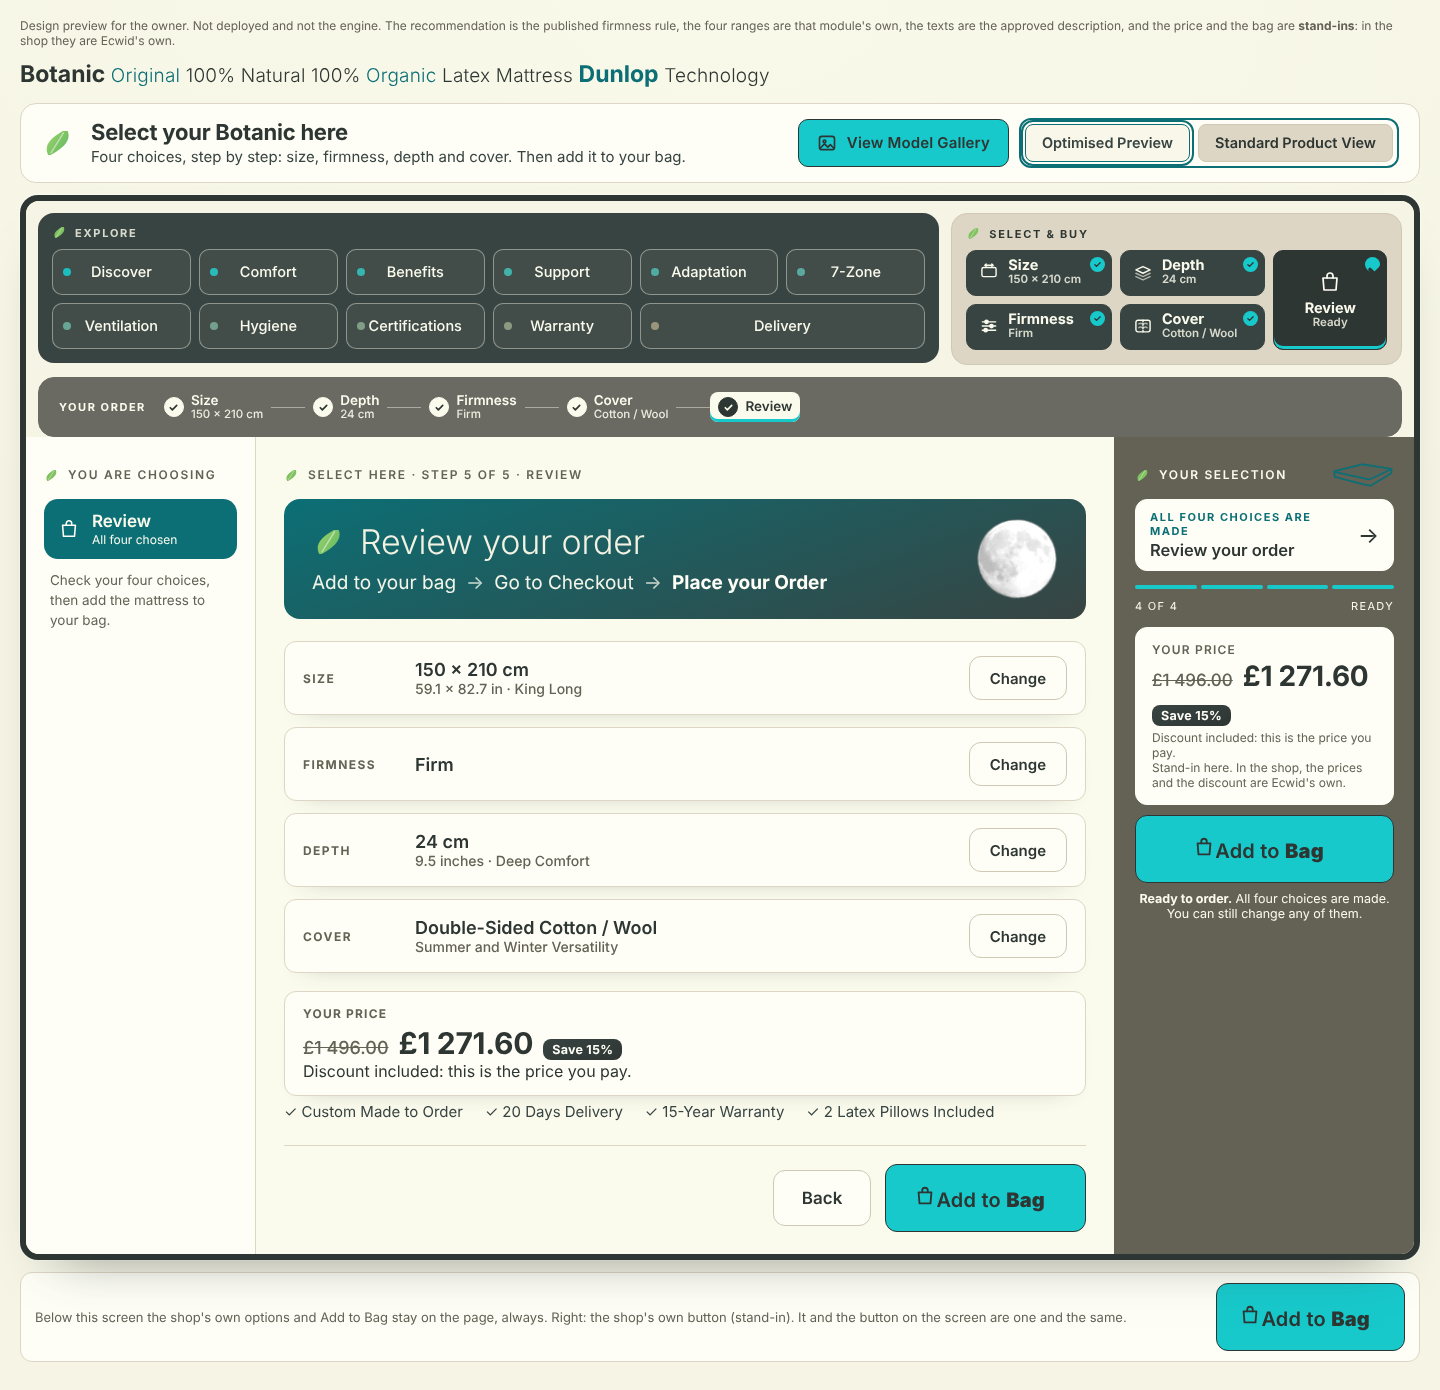 Design preview for the owner. Not deployed and not the engine. The recommendation is the published firmness rule, the four ranges are that module's own, the texts are the approved description, and the price and the bag are stand-ins: in the
shop they are Ecwid's own.
Botanic Original 100% Natural 100% Organic Latex Mattress Dunlop Technology
Select your Botanic here
Four choices, step by step: size, firmness, depth and cover. Then add it to your bag.
View Model Gallery
Optimised Preview
Standard Product View
EXPLORE
Discover
Comfort
Benefits
Support
Adaptation
7-Zone
Ventilation
Hygiene
Certifications
Warranty
Delivery
SELECT & BUY
Size
150 × 210 cm
Depth
24 cm
Firmness
Firm
Cover
Cotton / Wool
Review
Ready
YOUR ORDER
Size
150 × 210 cm
Depth
24 cm
Firmness
Firm
Cover
Cotton / Wool
Review
YOU ARE CHOOSING
Review
All four chosen
Check your four choices,
then add the mattress to
your bag.
SELECT HERE · STEP 5 OF 5 · REVIEW
Review your order
Add to your bag → Go to Checkout → Place your Order
SIZE
150 × 210 cm
59.1 × 82.7 in · King Long
Change
FIRMNESS
Firm
Change
DEPTH
24 cm
9.5 inches · Deep Comfort
Change
COVER
Double-Sided Cotton / Wool
Summer and Winter Versatility
Change
YOUR PRICE
£1 496.00 £1 271.60 Save 15%
Discount included: this is the price you pay.
✓ Custom Made to Order ✓ 20 Days Delivery ✓ 15-Year Warranty ✓ 2 Latex Pillows Included
Back
Add to Bag
YOUR SELECTION
ALL FOUR CHOICES ARE
MADE
Review your order →
4 OF 4
READY
YOUR PRICE
£1 496.00 £1 271.60
Save 15%
Discount included: this is the price you
pay.
Stand-in here. In the shop, the prices
and the discount are Ecwid's own.
Add to Bag
Ready to order. All four choices are made.
You can still change any of them.
Below this screen the shop's own options and Add to Bag stay on the page, always. Right: the shop's own button (stand-in). It and the button on the screen are one and the same.
Add to Bag